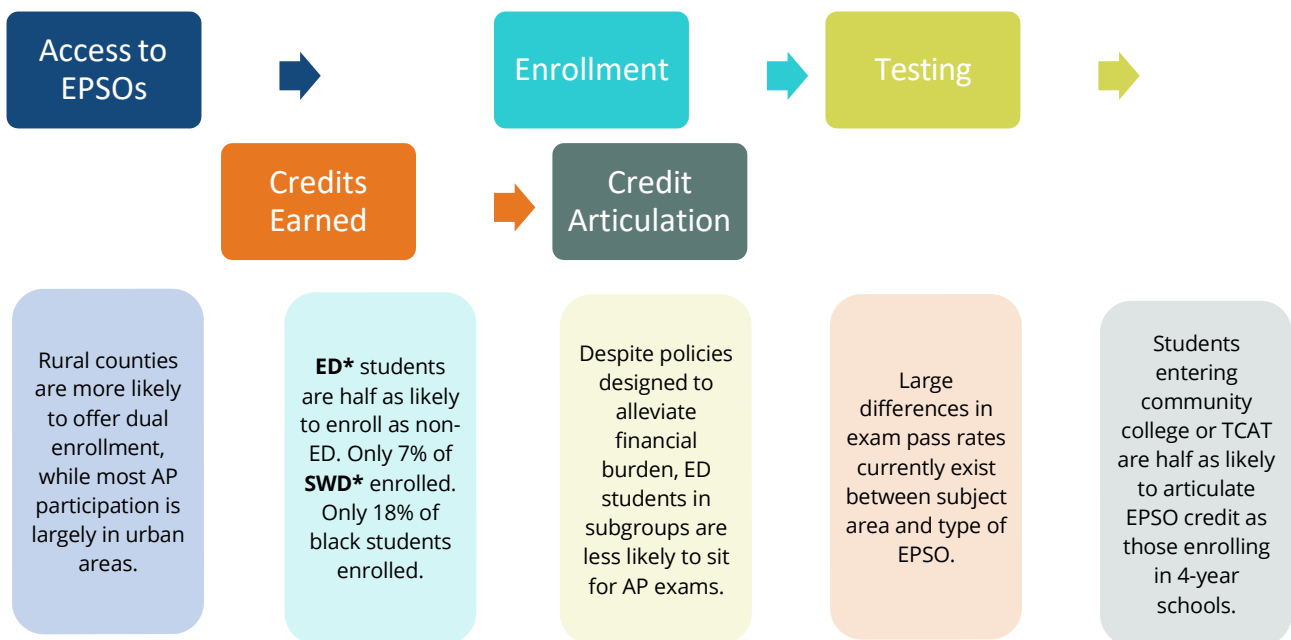 Access to
EPSOs
Enrollment
Testing
Credits
Earned
Credit
Articulation
Rural counties
are more likely
to offer dual
enrollment,
while most AP
participation is
largely in urban
areas.
ED* students
are half as likely
to enroll as non-
ED. Only 7% of
SWD* enrolled.
Only 18% of
black students
enrolled.
Despite policies
designed to
alleviate
financial
burden, ED
students in
subgroups are
less likely to sit
for AP exams.
Large
differences in
exam pass rates
currently exist
between subject
area and type of
EPSO.
Students
entering
community
college or TCAT
are half as likely
to articulate
EPSO credit as
those enrolling
in 4-year
schools.